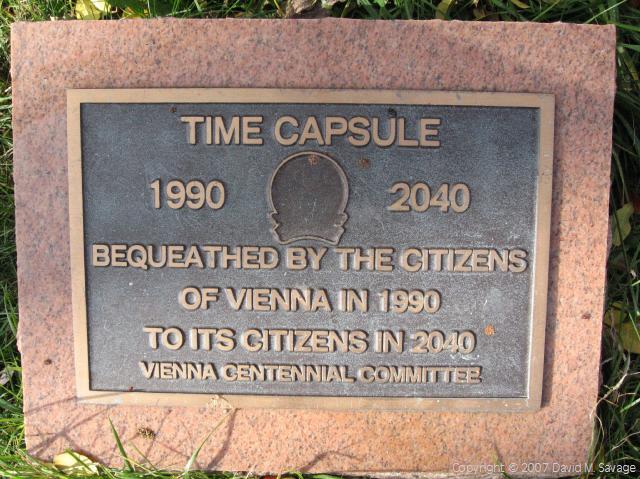 TIME CAPSULE
1990 2040
BEQUEATHED BY THE CITIZENS
OF VIENNA IN 1990
TO ITS CITIZENS IN 2040
VIENNA CENTENNIAL COMMITTEE
Copyright © 2007 David M. Savage